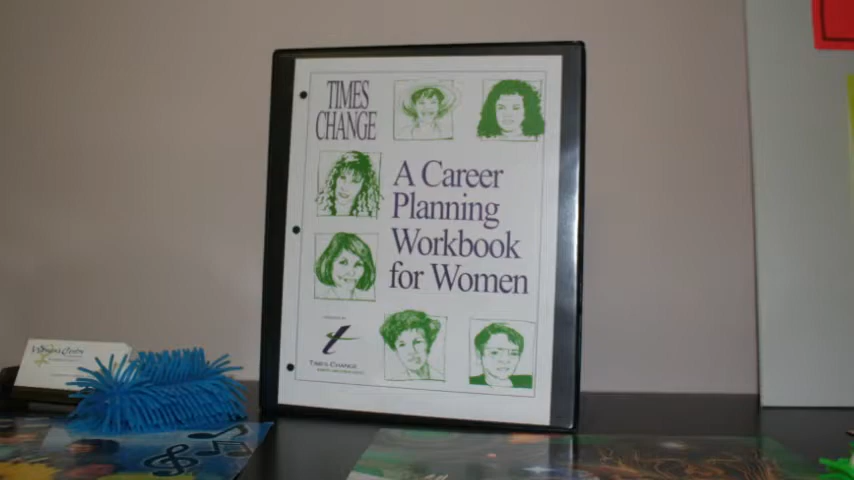 TIMES
CHANGE
A Career
Planning
Workbook
for Women
TIMES CHANGE